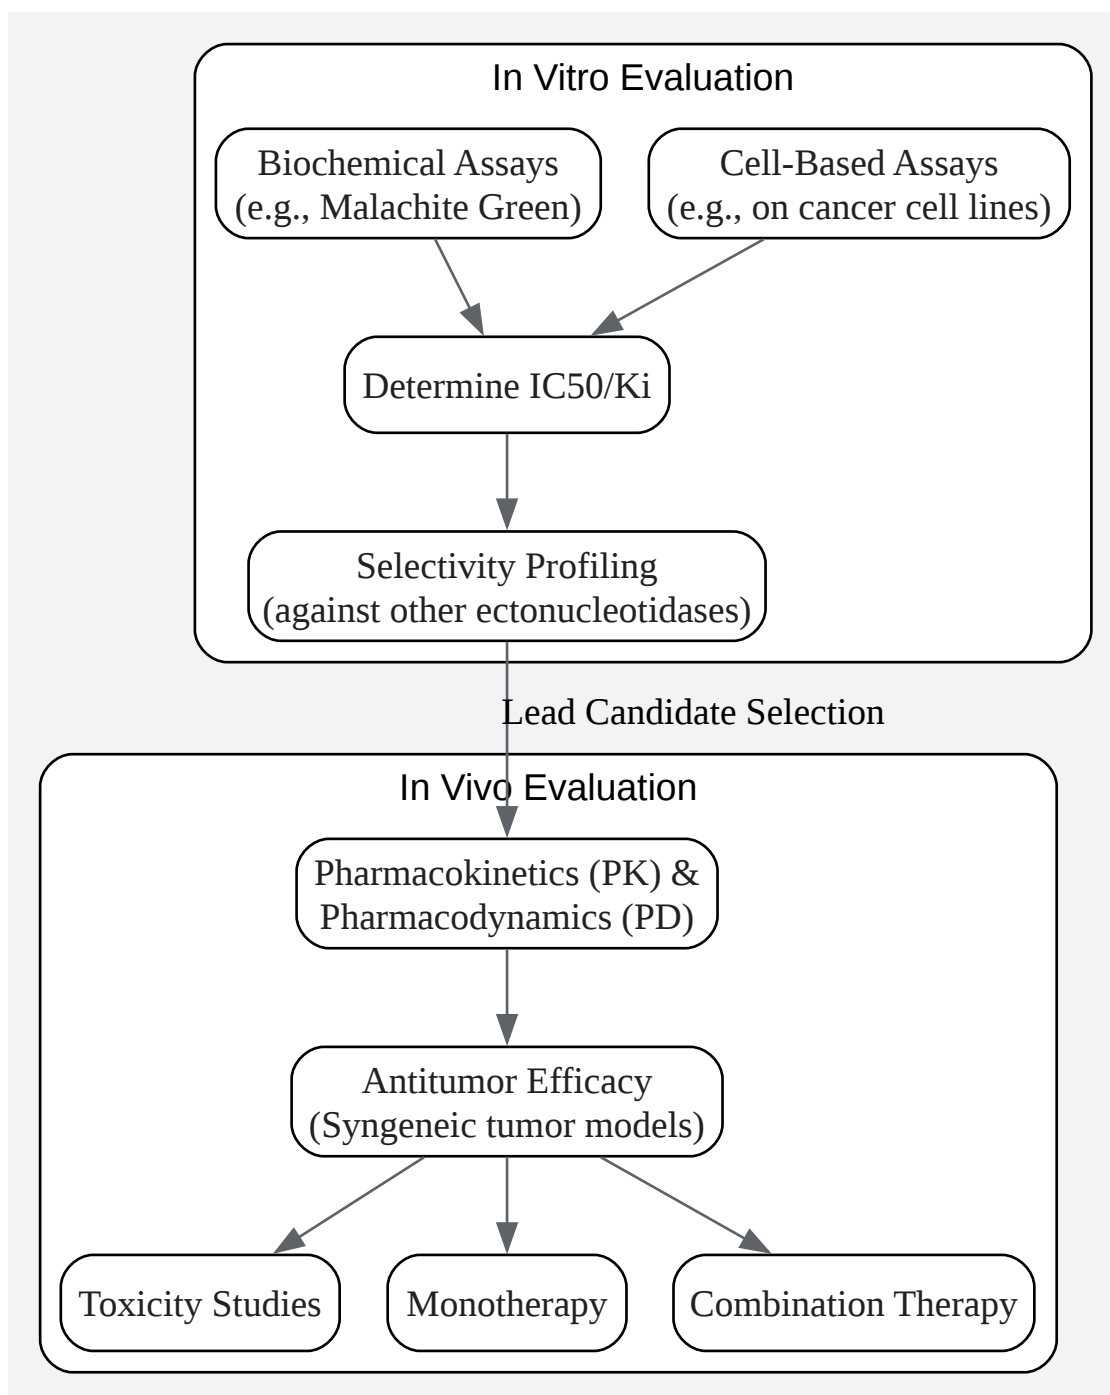 In Vitro Evaluation
Biochemical Assays
(e.g., Malachite Green)
Cell-Based Assays
(e.g., on cancer cell lines)
Determine IC50/Ki
Selectivity Profiling
(against other ectonucleotidases)
Lead Candidate Selection
In Vivo Evaluation
Pharmacokinetics (PK) &
Pharmacodynamics (PD)
Antitumor Efficacy
(Syngeneic tumor models)
Toxicity Studies
Monotherapy
Combination Therapy